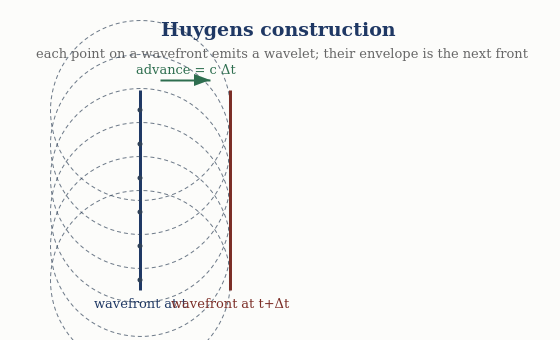 Huygens construction
each point on a wavefront emits a wavelet; their envelope is the next front
advance = c Δt
wavefront at t
wavefront at t+Δt